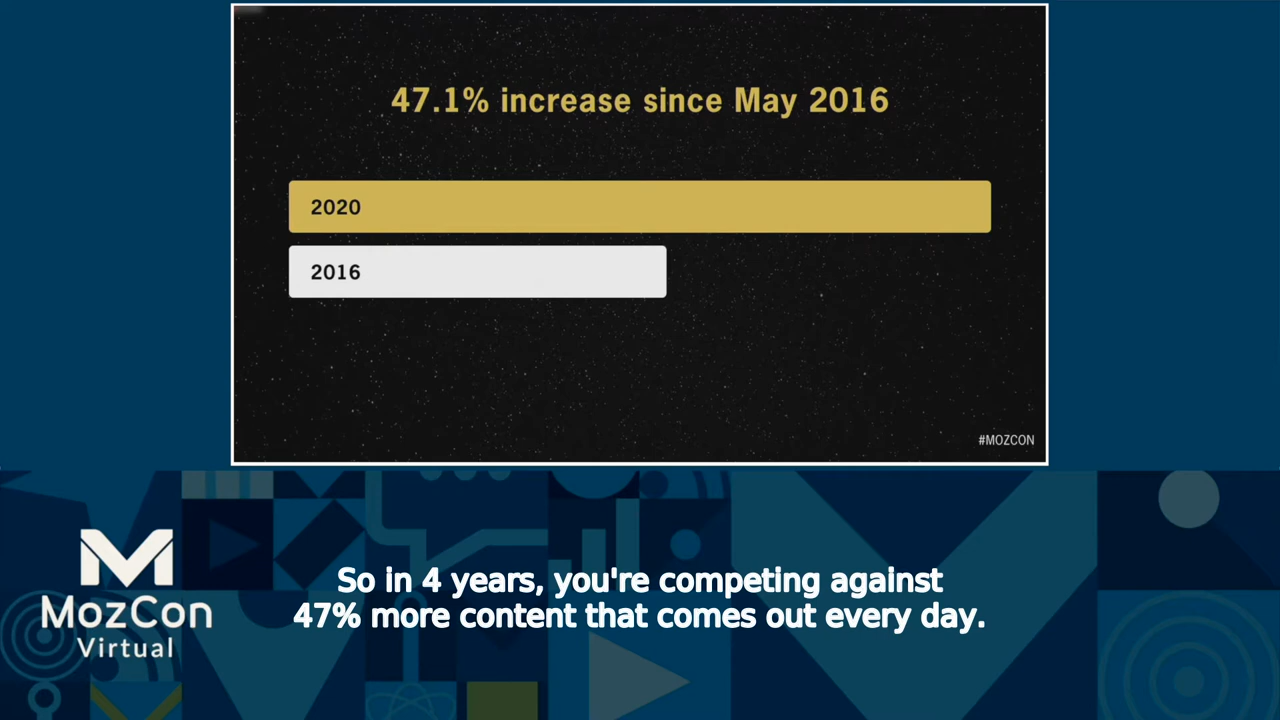 47.1% increase since May 2016
2020
2016
#MOZCON
MozCon
Virtual
So in 4 years, you're competing against
47% more content that comes out every day.